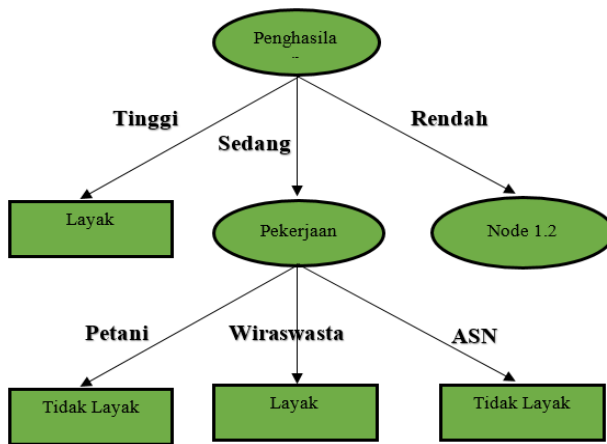 Penghasila
Tinggi
Sedang
Rendah
Layak
Pekerjaan
Node 1.2
Petani
Wiraswasta
ASN
Tidak Layak
Layak
Tidak Layak